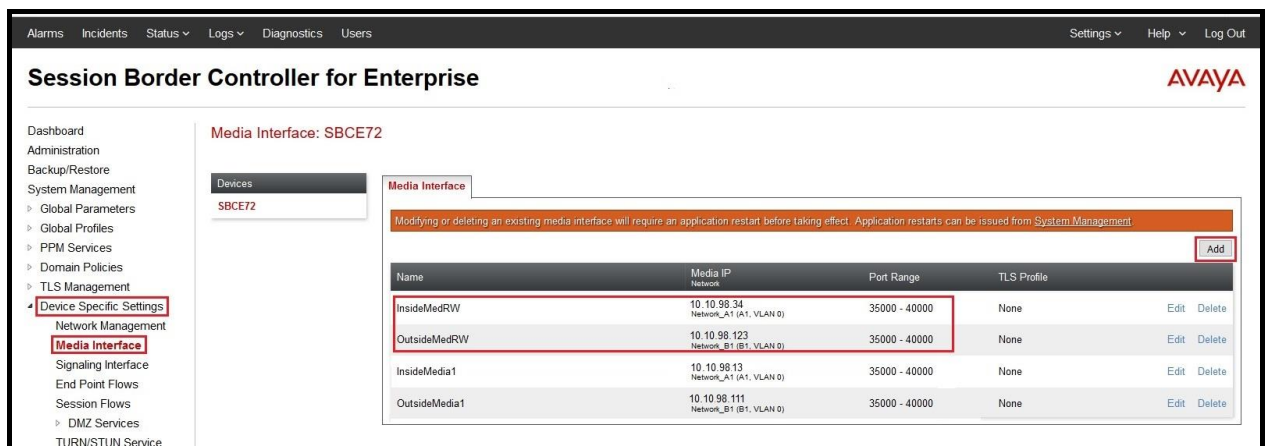 Alarms Incidents Status Logs Diagnostics Users Settings Help Log Out
Session Border Controller for Enterprise
AVAYA
Dashboard
Administration
Backup/Restore
System Management
Global Parameters
Global Profiles
PPM Services
Domain Policies
TLS Management
Device Specific Settings
Network Management
Media Interface
Signaling Interface
End Point Flows
Session Flows
DMZ Services
TURN/STUN Service
Media Interface: SBCE72
Devices
SBCE72
Media Interface
Modifying or deleting an existing media interface will require an application restart before taking effect. Application restarts can be issued from System Management.
Add
Name Media IP Port Range TLS Profile
Network
InsideMedRW 10.10.98.34 35000 - 40000 None Edit Delete
Network_A1 (A1, VLAN 0)
OutsideMedRW 10.10.98.123 35000 - 40000 None Edit Delete
Network_B1 (B1, VLAN 0)
InsideMedia1 10.10.98.13 35000 - 40000 None Edit Delete
Network_A1 (A1, VLAN 0)
OutsideMedia1 10.10.98.111 35000 - 40000 None Edit Delete
Network_B1 (B1, VLAN 0)